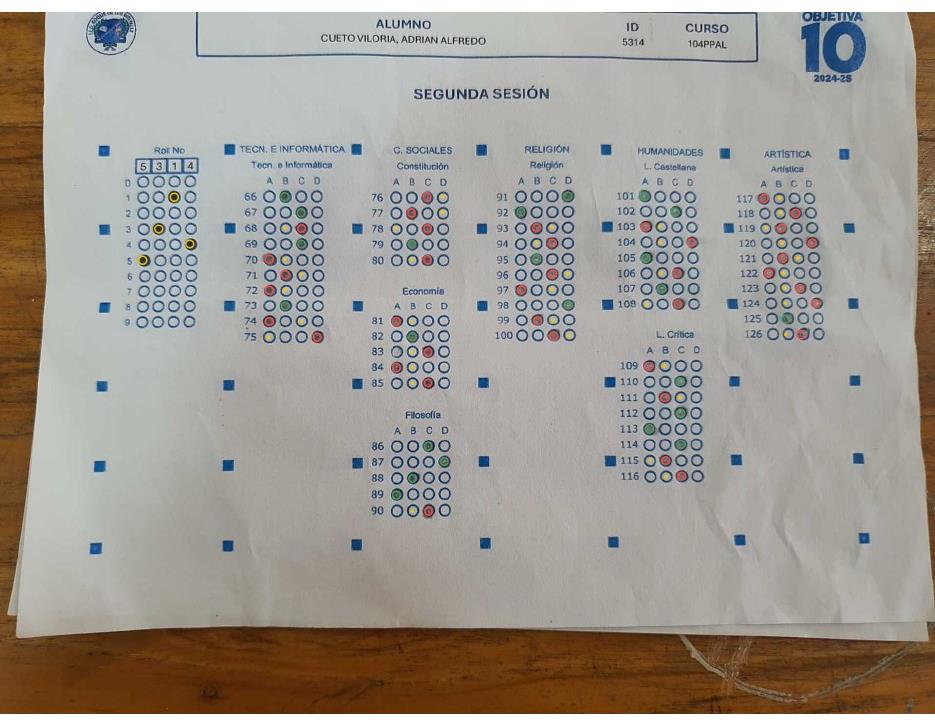 ALUMNO
CUETO VILORIA, ADRIAN ALFREDO
ID
5314
CURSO
104PPAL
OBJETIVA
10
2024-2S
SEGUNDA SESIÓN
Roll No
5 3 1 4
0
1
2
3
4
5
6
7
8
9
TECN. E INFORMÁTICA
Tecn. e Informática
A B C D
66
67
68
69
70
71
72
73
74
75
C. SOCIALES
Constitución
A B C D
76
77
78
79
80
Economía
A B C D
81
82
83
84
85
Filosofía
A B C D
86
87
88
89
90
RELIGIÓN
Religión
A B C D
91
92
93
94
95
96
97
98
99
100
HUMANIDADES
L. Castellana
A B C D
101
102
103
104
105
106
107
108
L. Crítica
A B C D
109
110
111
112
113
114
115
116
ARTÍSTICA
Artística
A B C D
117
118
119
120
121
122
123
124
125
126